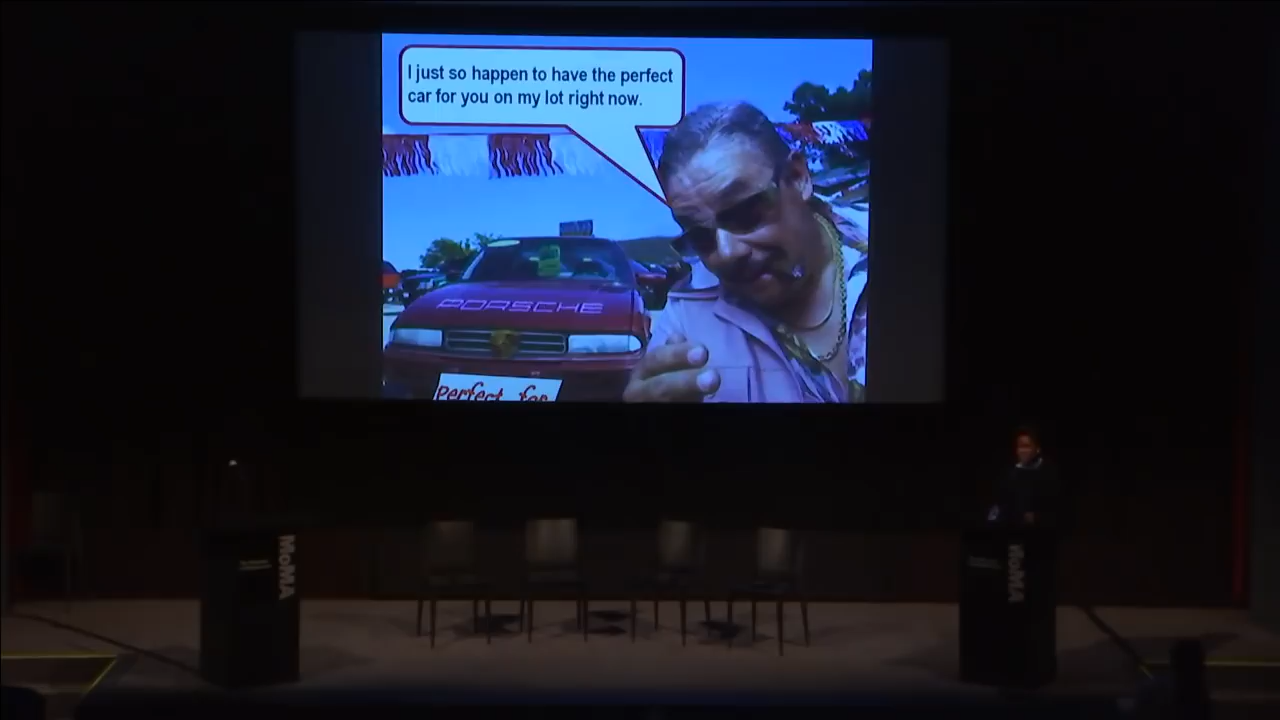 I just so happen to have the perfect
car for you on my lot right now.
PORSCHE
Perfect for
MoMA
MoMA